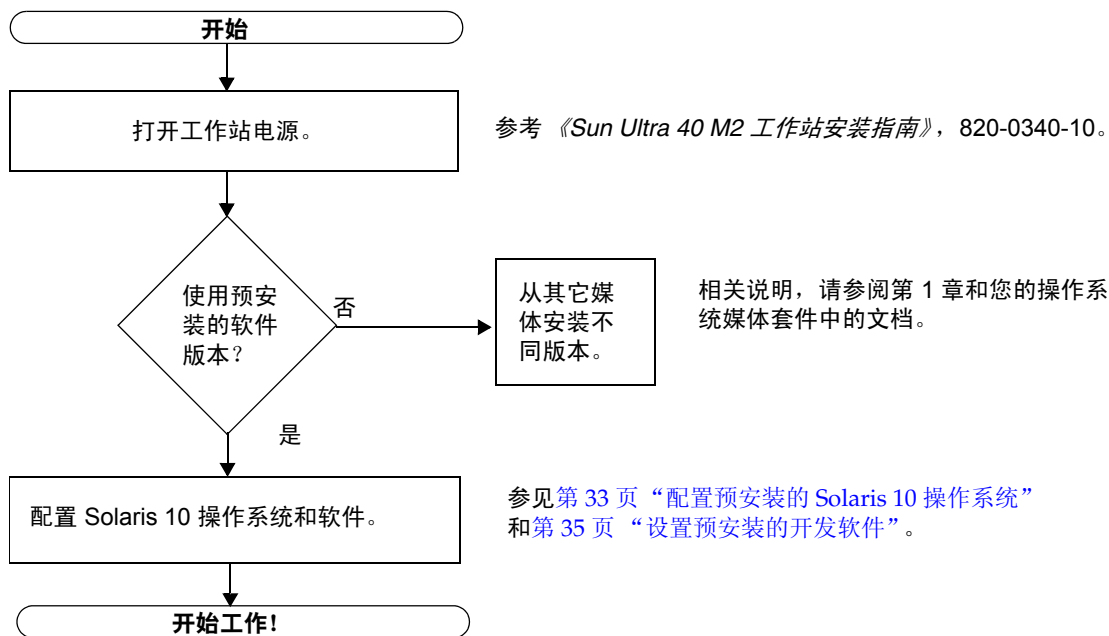 开始
打开工作站电源。
参考 《Sun Ultra 40 M2 工作站安装指南》，820-0340-10。
使用预安
装的软件
版本？
否
从其它媒
体安装不
同版本。
相关说明，请参阅第 1 章和您的操作系
统媒体套件中的文档。
是
配置 Solaris 10 操作系统和软件。
参见第 33 页“配置预安装的 Solaris 10 操作系统”
和第 35 页 “设置预安装的开发软件”。
开始工作！